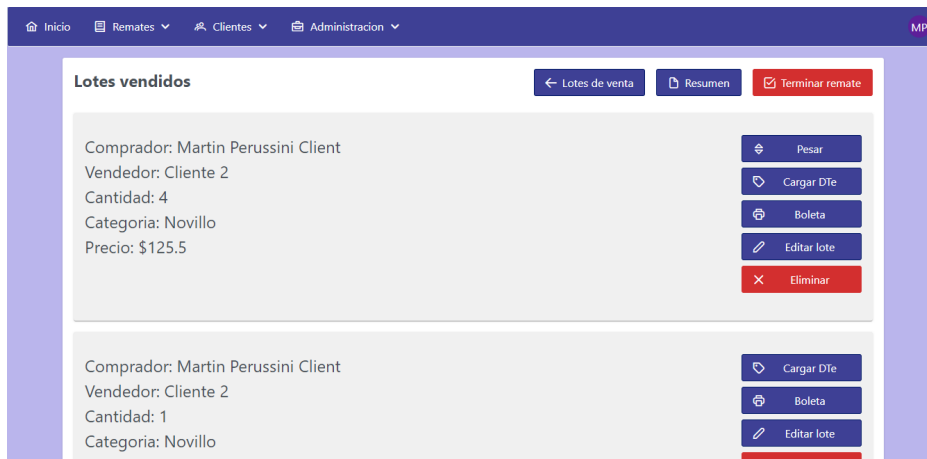 Inicio Remates Clientes Administracion MP
Lotes vendidos Lotes de venta Resumen Terminar remate
Comprador: Martin Perussini Client
Vendedor: Cliente 2
Cantidad: 4
Categoria: Novillo
Precio: $125.5
Pesar
Cargar DTe
Boleta
Editar lote
Eliminar
Comprador: Martin Perussini Client
Vendedor: Cliente 2
Cantidad: 1
Categoria: Novillo
Cargar DTe
Boleta
Editar lote